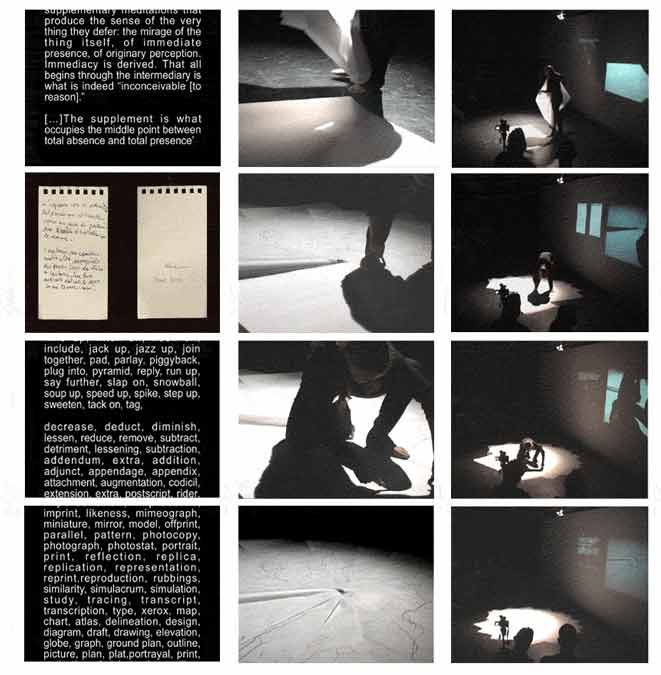 supplementary meditations that
produce the sense of the very
thing they defer: the mirage of the
thing itself, of immediate
presence, of originary perception.
Immediacy is derived. That all
begins through the intermediary is
what is indeed “inconceivable [to
reason].”
[...]The supplement is what
occupies the middle point between
total absence and total presence’
include, jack up, jazz up, join
together, pad, parlay, piggyback,
plug into, pyramid, reply, run up,
say further, slap on, snowball,
soup up, speed up, spike, step up,
sweeten, tack on, tag,
decrease, deduct, diminish,
lessen, reduce, remove, subtract,
detriment, lessening, subtraction,
addendum, extra, addition,
adjunct, appendage, appendix,
attachment, augmentation, codicil,
extension, extra, postscript, rider,
imprint, likeness, mimeograph,
miniature, mirror, model, offprint,
parallel, pattern, photocopy,
photograph, photostat, portrait,
print, reflection, replica,
replication, representation,
reprint,reproduction, rubbings,
similarity, simulacrum, simulation,
study, tracing, transcript,
transcription, type, xerox, map,
chart, atlas, delineation, design,
diagram, draft, drawing, elevation,
globe, graph, ground plan, outline,
picture, plan, plat,portrayal, print,